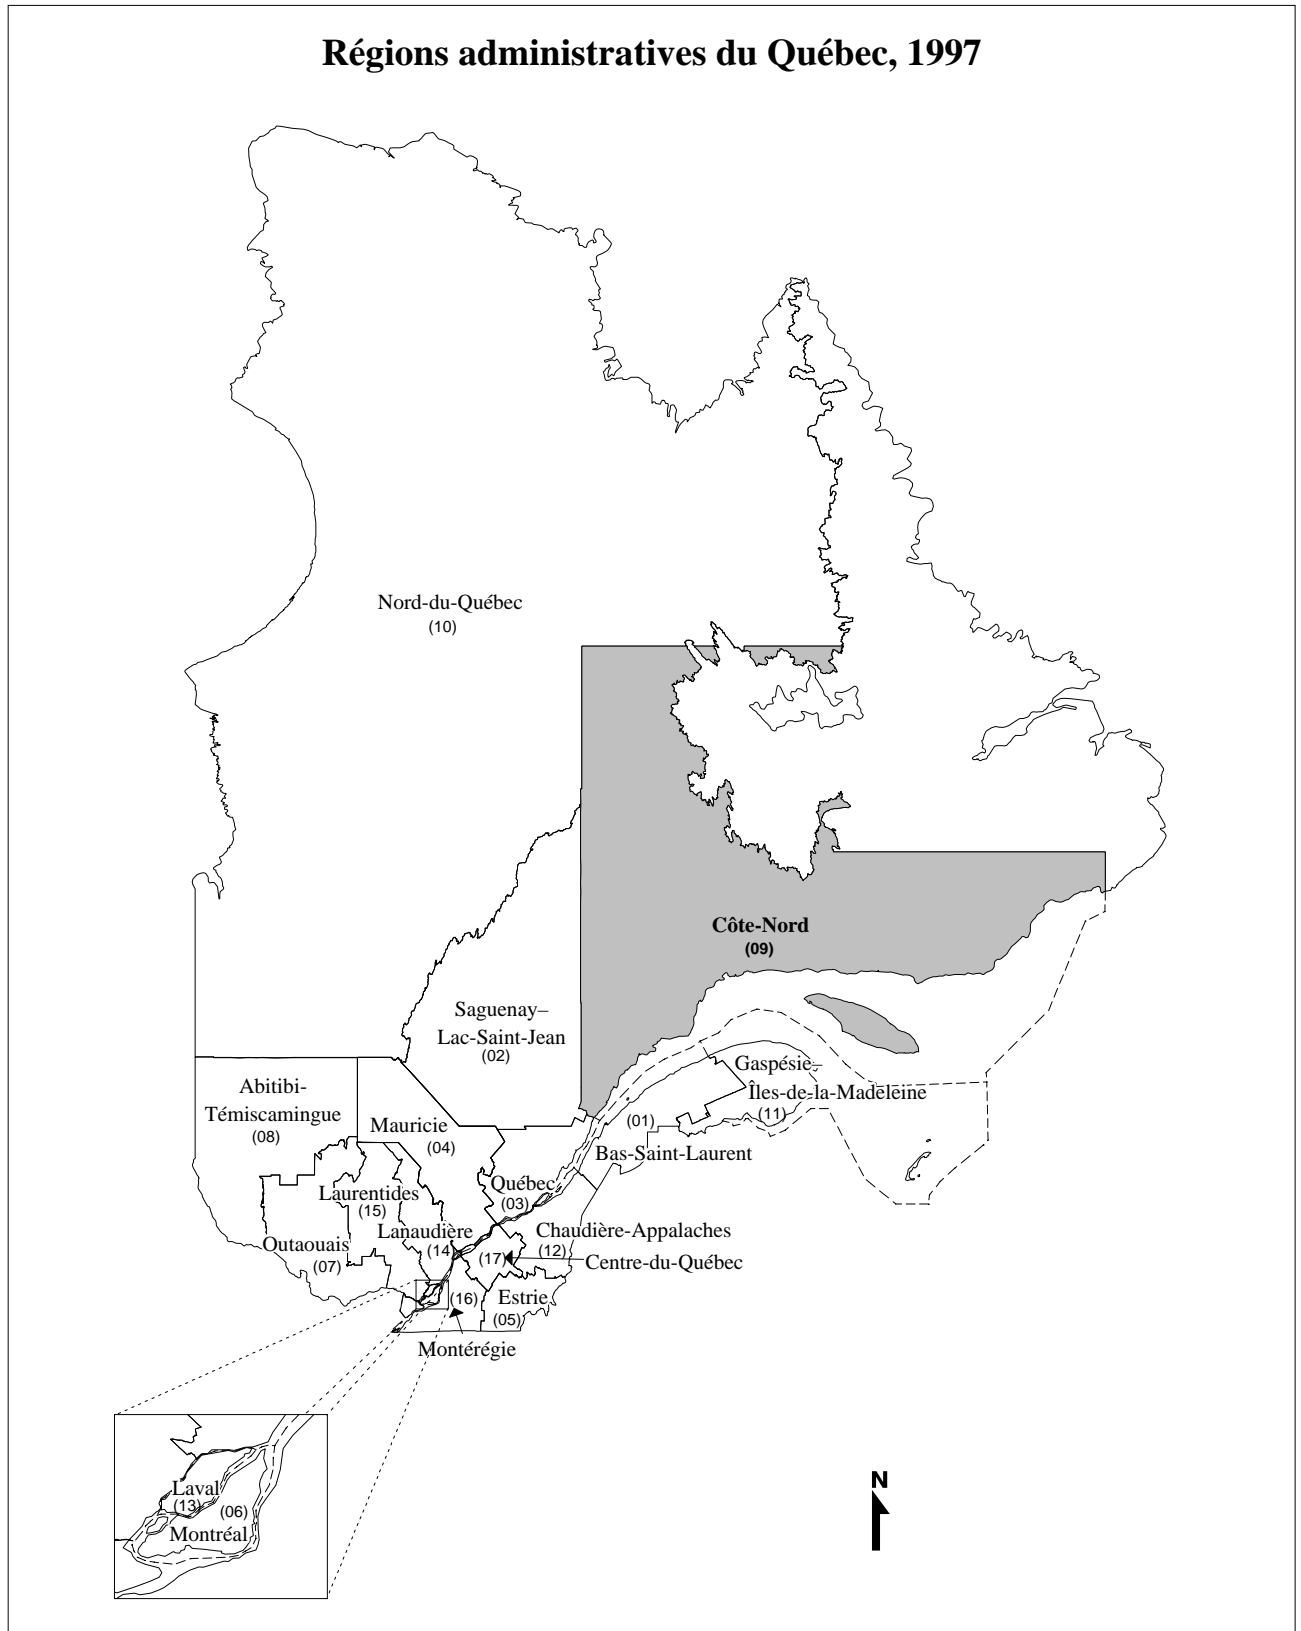 Régions administratives du Québec, 1997
Nord-du-Québec
(10)
Côte-Nord
(09)
Saguenay–
Lac-Saint-Jean
(02)
Gaspésie–
Îles-de-la-Madeleine
(11)
Abitibi-
Témiscamingue
(08)
Mauricie
(04)
(01)
Bas-Saint-Laurent
Québec
(03)
Laurentides
(15)
Lanaudière
(14)
Chaudière-Appalaches
(12)
Outaouais
(07)
(17)
Centre-du-Québec
(16)
Estrie
(05)
Montérégie
Laval
(13)
(06)
Montréal
N